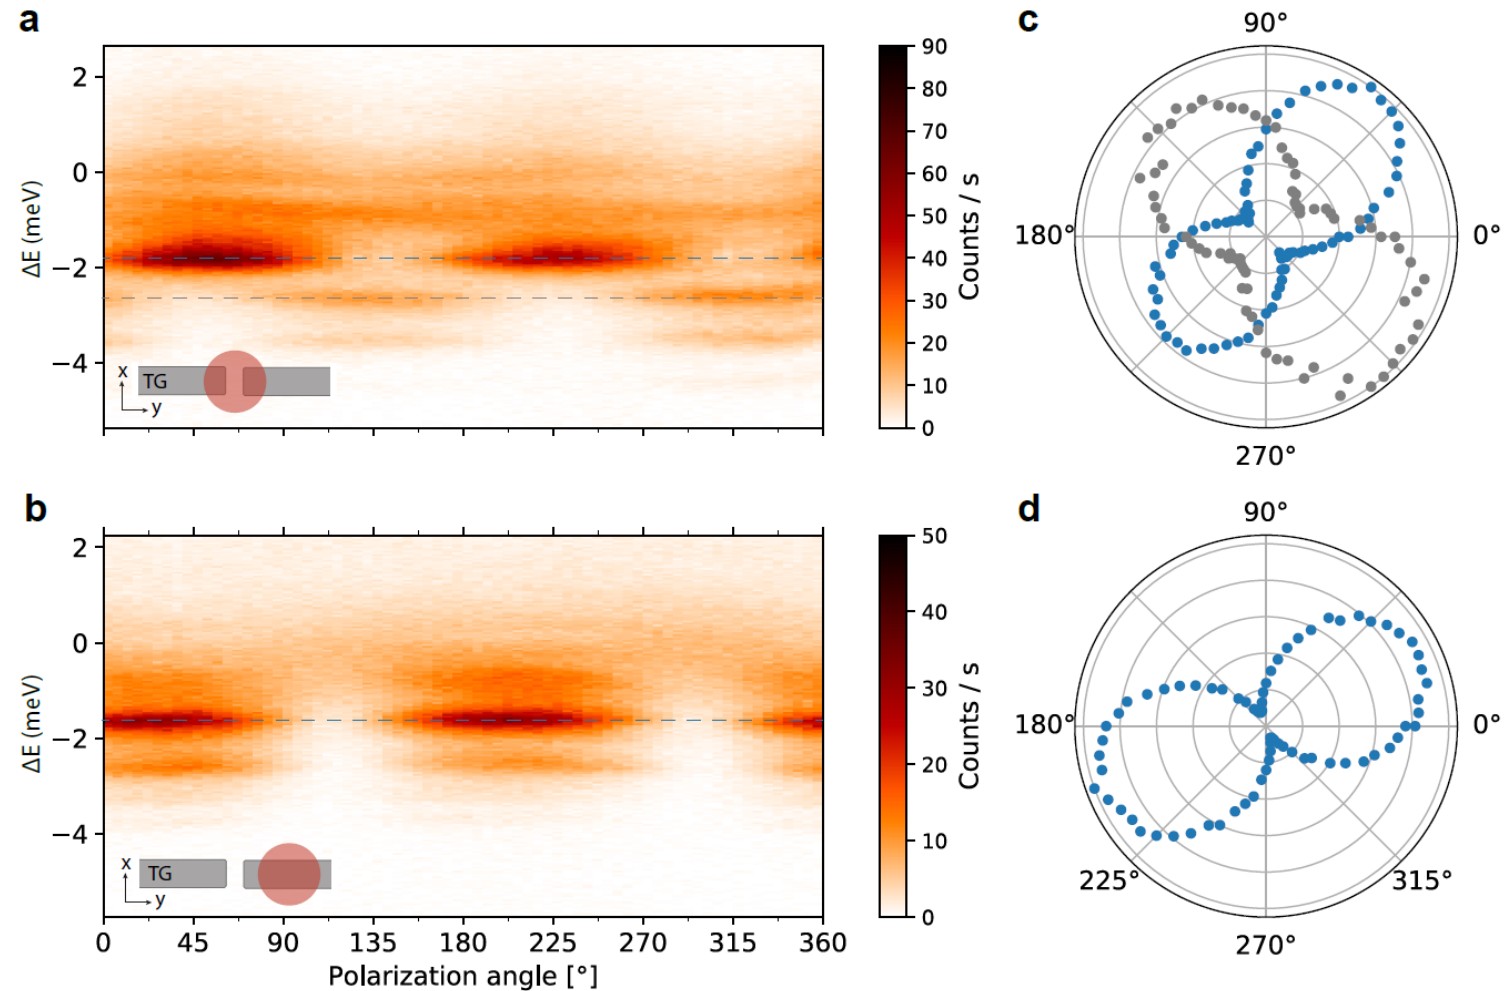 a
2
0
−2
−4
ΔE (meV)
x
TG
y
90
80
70
60
50
40
30
20
10
0
Counts / s
c
90°
180°
0°
270°
b
2
0
−2
−4
ΔE (meV)
x
TG
y
0 45 90 135 180 225 270 315 360
Polarization angle [°]
50
40
30
20
10
0
Counts / s
d
90°
180°
0°
225°
315°
270°